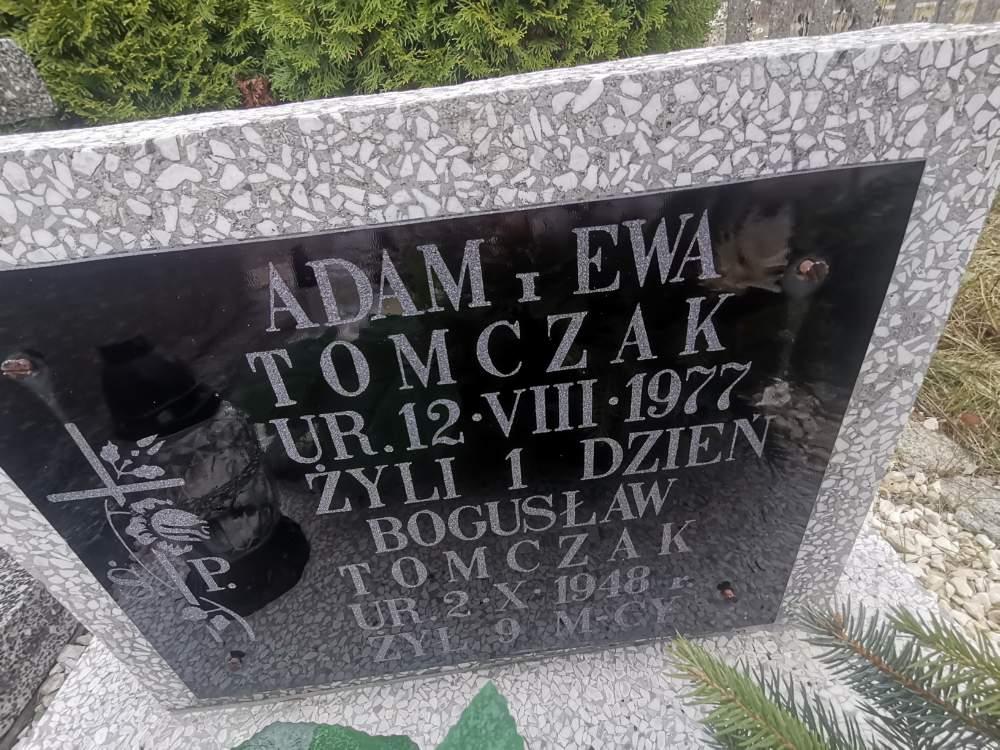 ADAM i EWA
TOMCZAK
UR. 12·VIII·1977
ŻYLI 1 DZIEŃ
BOGUSŁAW
TOMCZAK
UR. 2·X·1948 r.
ŻYŁ 9 M-CY
Ś. P.